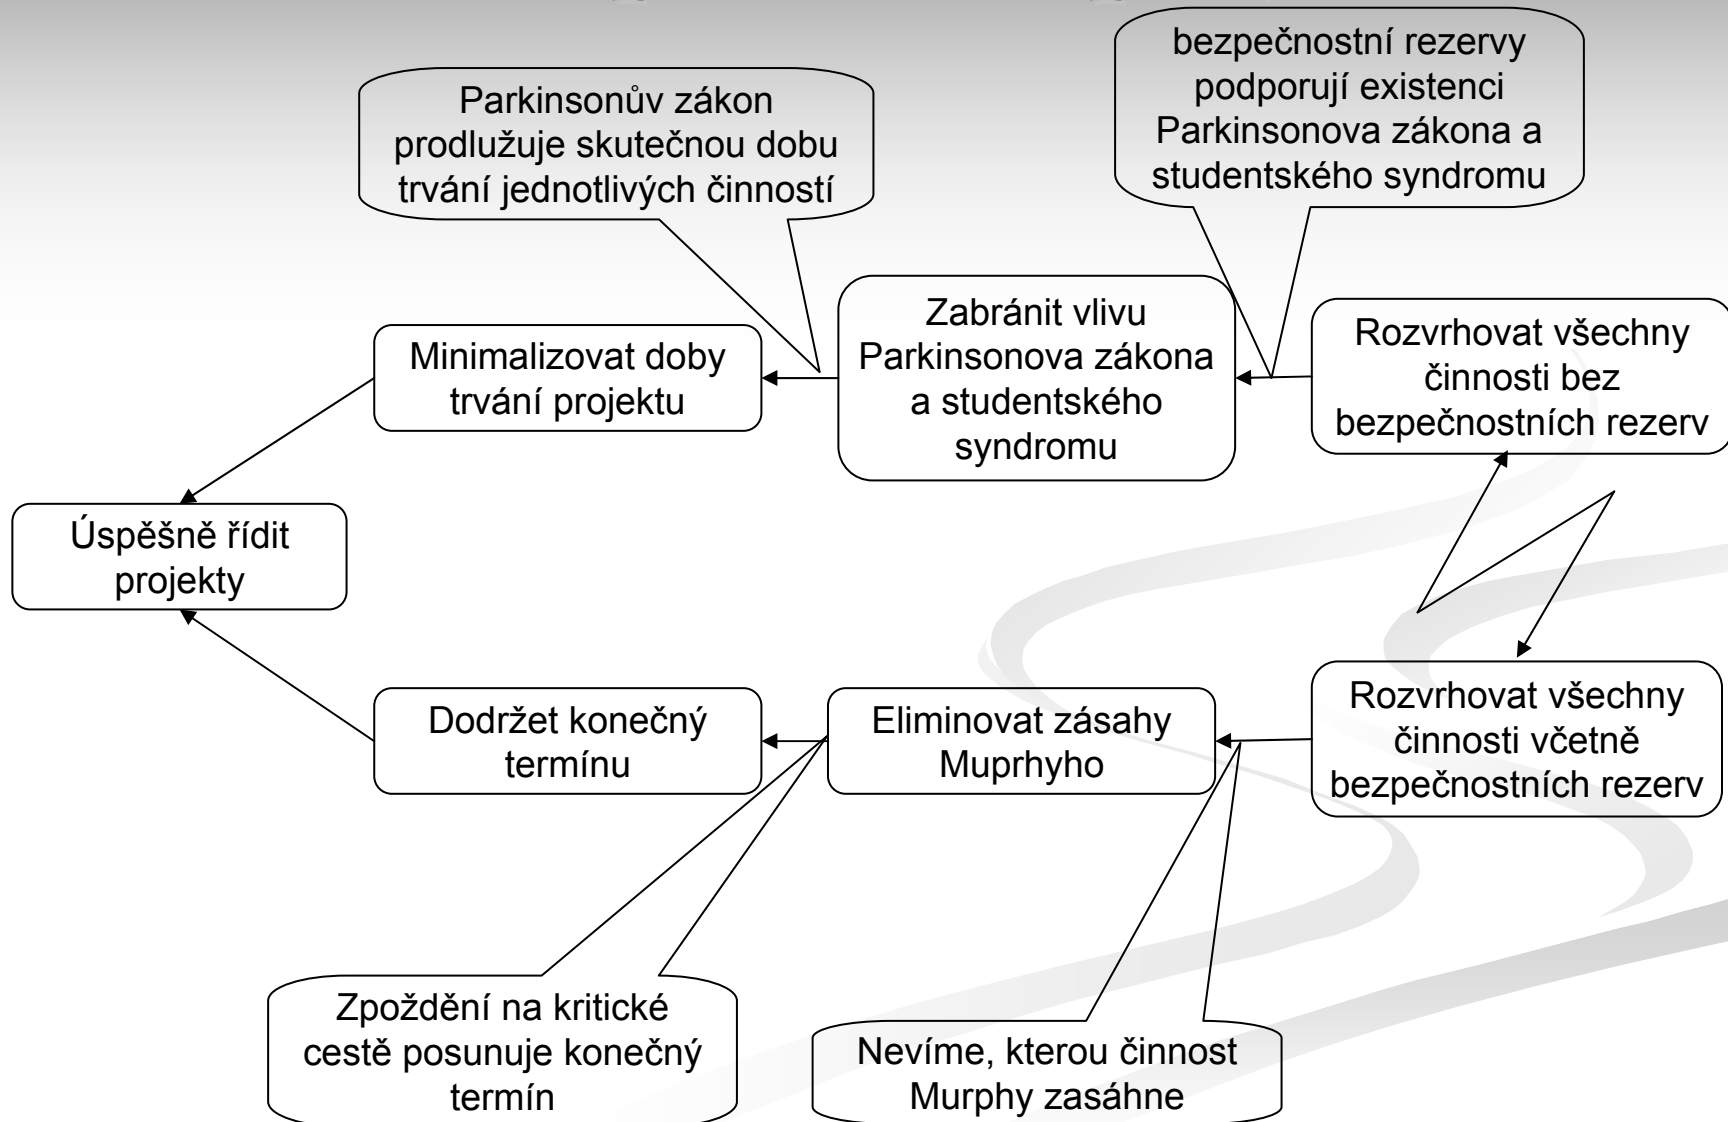 bezpečnostní rezervy
podporují existenci
Parkinsonova zákona a
studentského syndromu
Parkinsonův zákon
prodlužuje skutečnou dobu
trvání jednotlivých činností
Minimalizovat doby
trvání projektu
Zabránit vlivu
Parkinsonova zákona
a studentského
syndromu
Rozvrhovat všechny
činnosti bez
bezpečnostních rezerv
Úspěšně řídit
projekty
Dodržet konečný
termínu
Eliminovat zásahy
Muprhyho
Rozvrhovat všechny
činnosti včetně
bezpečnostních rezerv
Zpoždění na kritické
cestě posunuje konečný
termín
Nevíme, kterou činnost
Murphy zasáhne